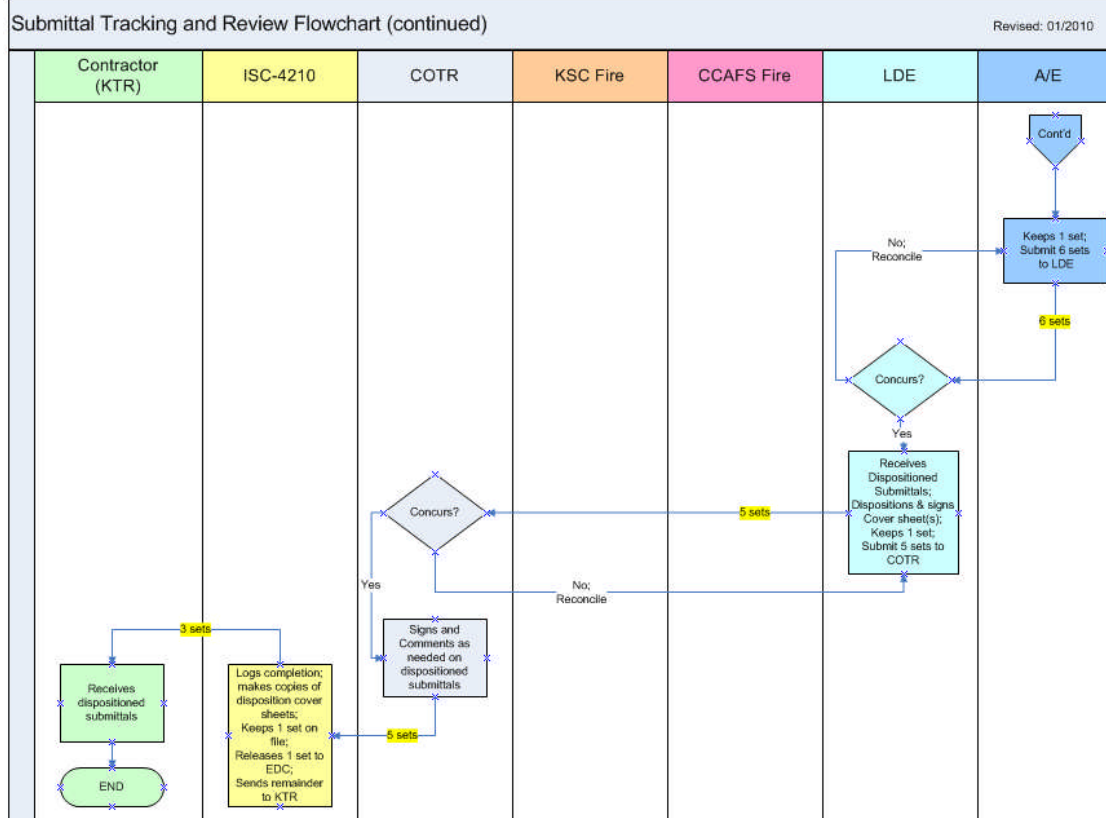 Submittal Tracking and Review Flowchart (continued)
Revised: 01/2010
Contractor
(KTR)
ISC-4210
COTR
KSC Fire
CCAFS Fire
LDE
A/E
Cont'd
Keeps 1 set;
Submit 6 sets
to LDE
No;
Reconcile
6 sets
Concurs?
Yes
Receives
Dispositioned
Submittals;
Dispositions & signs
Cover sheet(s);
Keeps 1 set;
Submit 5 sets to
COTR
5 sets
Concurs?
Yes
No;
Reconcile
Signs and
Comments as
needed on
dispositioned
submittals
5 sets
Logs completion;
makes copies of
disposition cover
sheets;
Keeps 1 set on
file;
Releases 1 set to
EDC;
Sends remainder
to KTR
3 sets
Receives
dispositioned
submittals
END